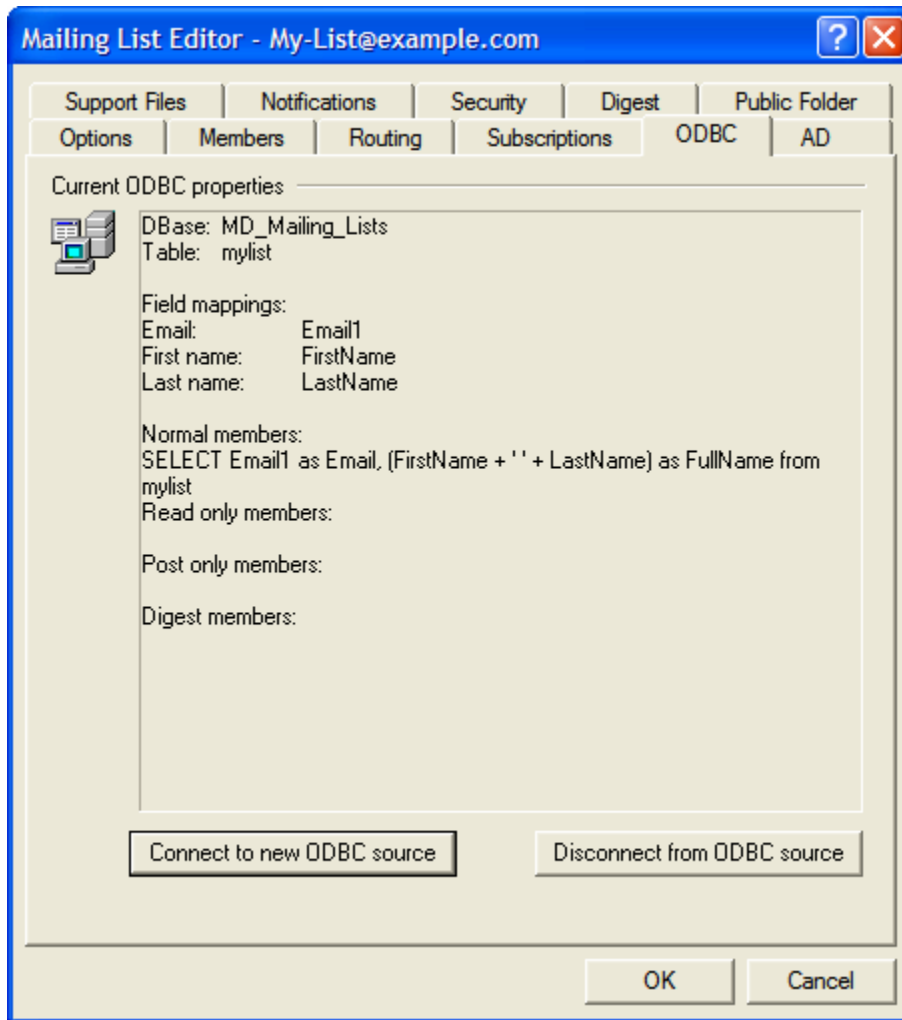 Mailing List Editor - My-List@example.com
Support Files Notifications Security Digest Public Folder
Options Members Routing Subscriptions ODBC AD
Current ODBC properties
DBase: MD_Mailing_Lists
Table: mylist
Field mappings:
Email: Email1
First name: FirstName
Last name: LastName
Normal members:
SELECT Email1 as Email, (FirstName + ' ' + LastName) as FullName from
mylist
Read only members:
Post only members:
Digest members:
Connect to new ODBC source Disconnect from ODBC source
OK Cancel